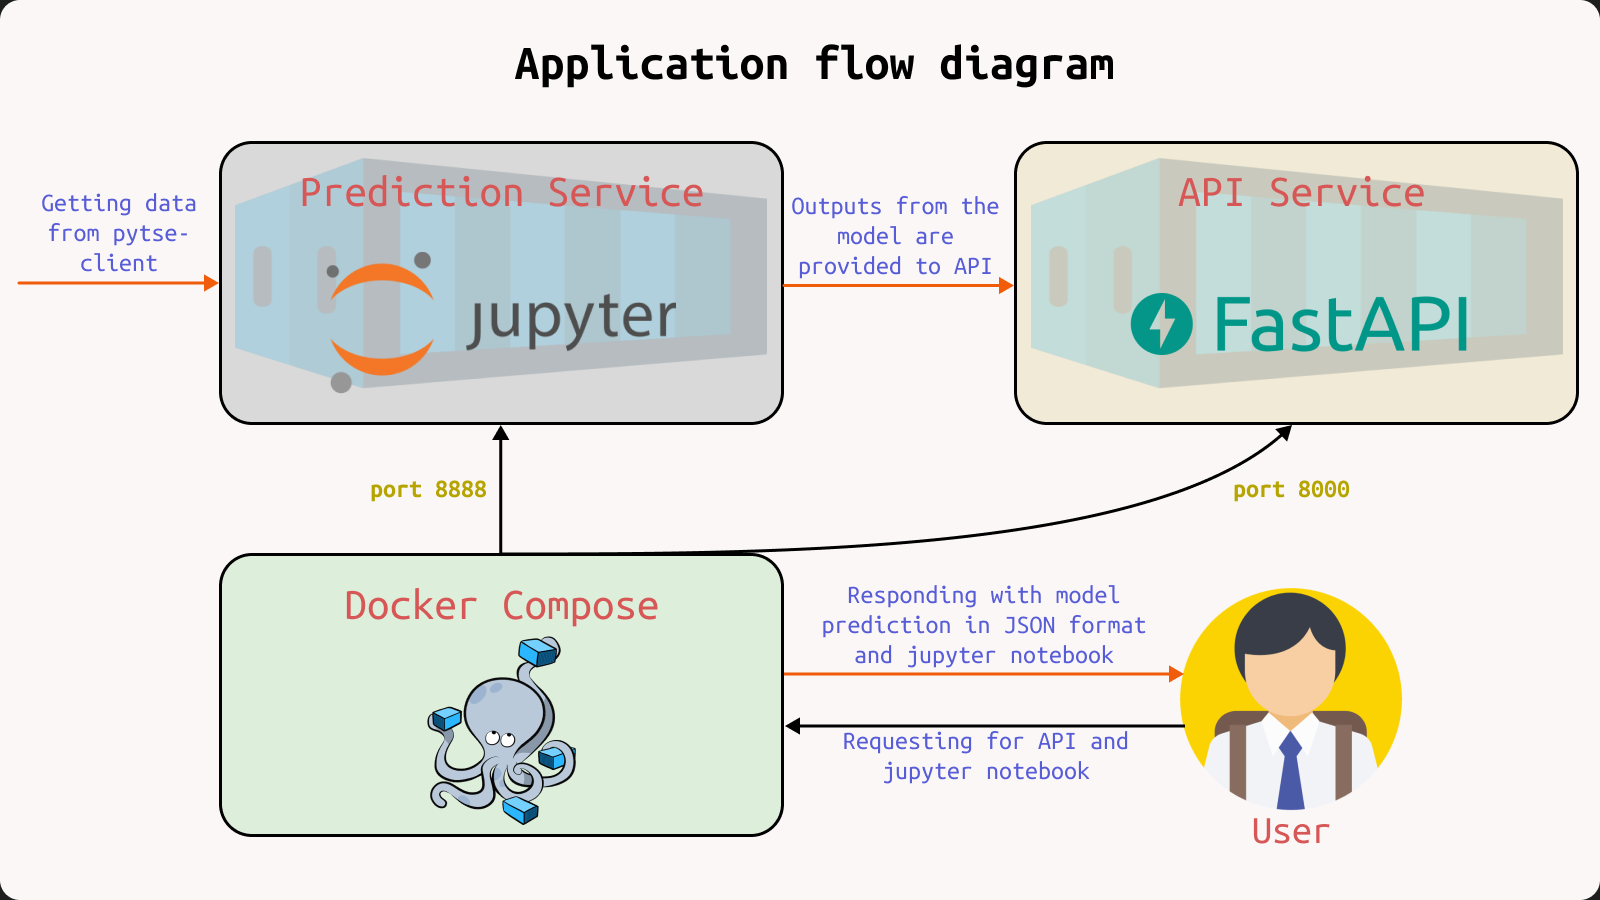 Application flow diagram
Getting data
from pytse-
client
Prediction Service
jupyter
Outputs from the
model are
provided to API
API Service
FastAPI
port 8888
port 8000
Docker Compose
Responding with model
prediction in JSON format
and jupyter notebook
Requesting for API and
jupyter notebook
User